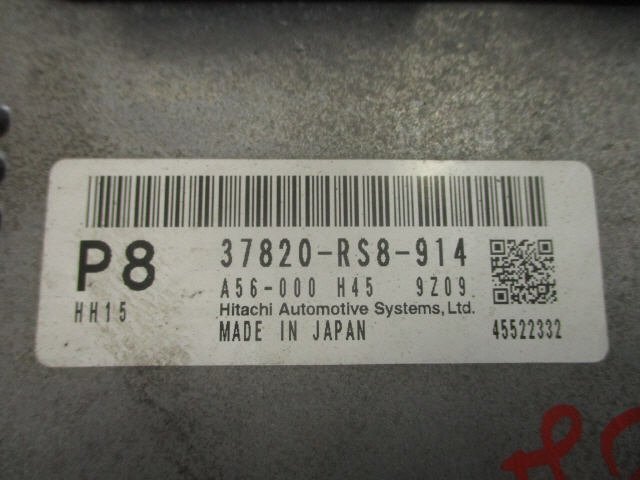 P8 37820-RS8-914
A56-000 H45 9Z09
HH15 Hitachi Automotive Systems, Ltd.
MADE IN JAPAN 45522332